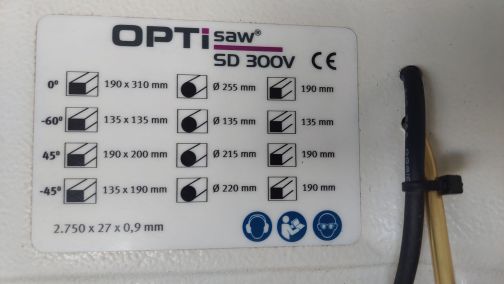 OPTi saw®
SD 300V CE
0° 190 x 310 mm Ø 255 mm 190 mm
-60° 135 x 135 mm Ø 135 mm 135 mm
45° 190 x 200 mm Ø 215 mm 190 mm
-45° 135 x 190 mm Ø 220 mm 190 mm
2.750 x 27 x 0,9 mm